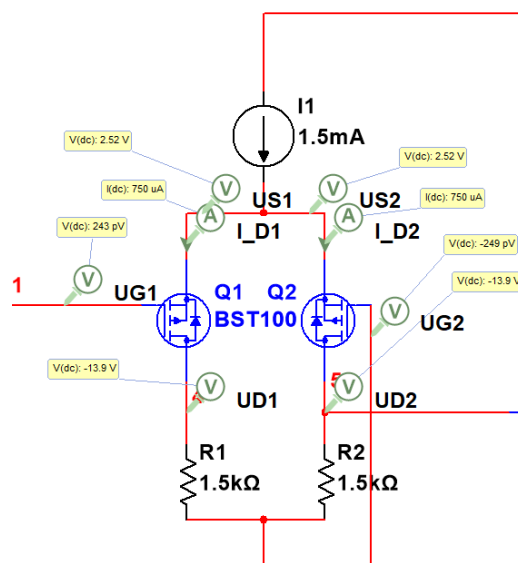 I1
1.5mA
V(dc): 2.52 V
V(dc): 2.52 V
I(dc): 750 uA
US1
US2
I(dc): 750 uA
V
V
A
A
I_D1
I_D2
V(dc): 243 pV
V(dc): -249 pV
1
V
V(dc): -13.9 V
UG1
Q1
Q2
BST100
V
UG2
V(dc): -13.9 V
V
V
5
UD1
UD2
R1
1.5kΩ
R2
1.5kΩ